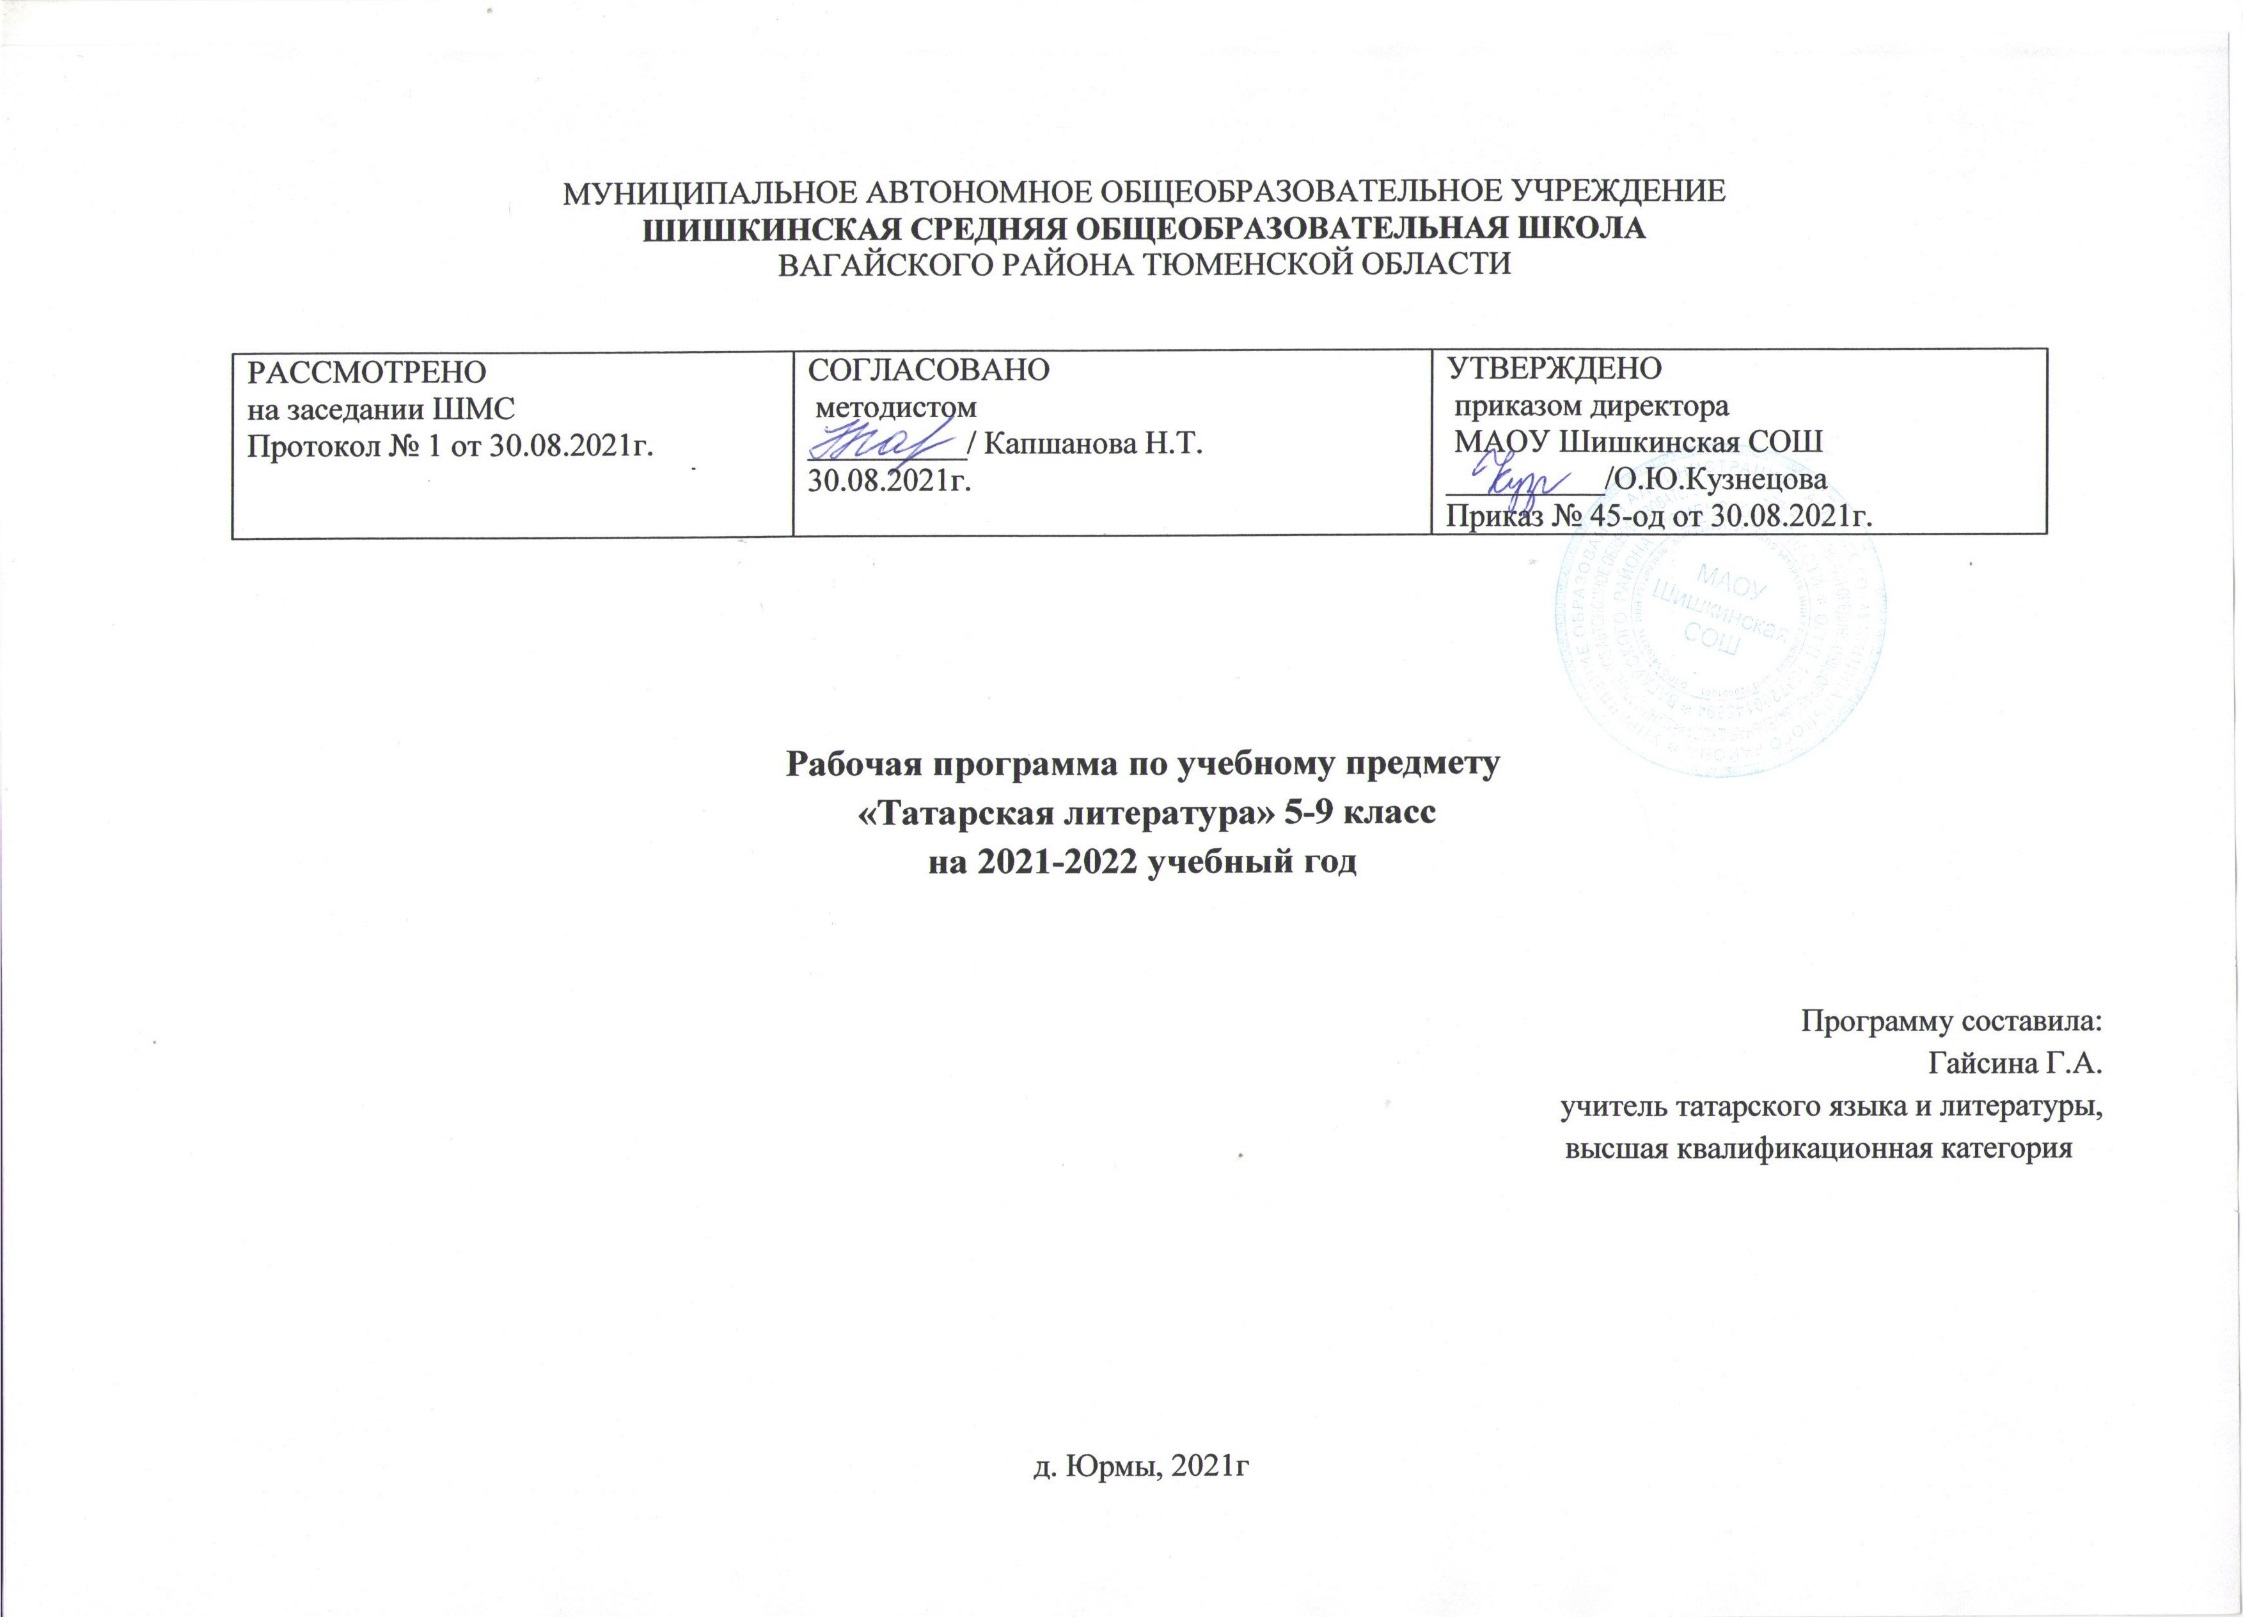 МУНИЦИПАЛЬНОЕ АВТОНОМНОЕ ОБЩЕОБРАЗОВАТЕЛЬНОЕ УЧРЕЖДЕНИЕ
ШИШКИНСКАЯ СРЕДНЯЯ ОБЩЕОБРАЗОВАТЕЛЬНАЯ ШКОЛА
ВАГАЙСКОГО РАЙОНА ТЮМЕНСКОЙ ОБЛАСТИ
РАССМОТРЕНО
на заседании ШМС
Протокол № 1 от 30.08.2021г.
СОГЛАСОВАНО
методистом
__________/ Капшанова Н.Т.
30.08.2021г.
УТВЕРЖДЕНО
приказом директора
МАОУ Шишкинская СОШ
__________/О.Ю.Кузнецова
Приказ № 45-од от 30.08.2021г.
МАОУ
Шишкинская
СОШ
Рабочая программа по учебному предмету
«Татарская литература» 5-9 класс
на 2021-2022 учебный год
Программу составила:
Гайсина Г.А.
учитель татарского языка и литературы,
высшая квалификационная категория
д. Юрмы, 2021г